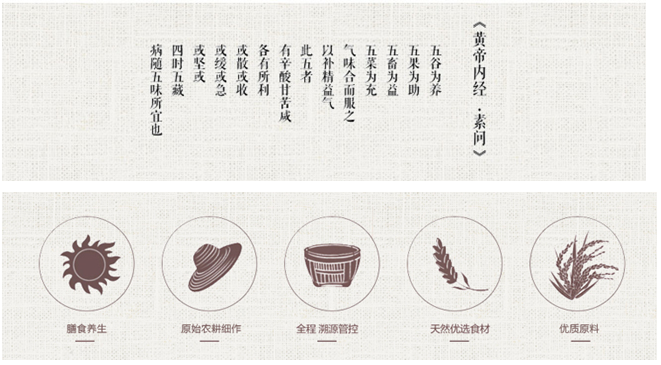 《黄帝内经·素问》
五谷为养
五果为助
五畜为益
五菜为充
气味合而服之
以补精益气
此五者
有辛酸甘苦咸
各有所利
或散或收
或缓或急
或坚或
四时五藏
病随五味所宜也
膳食养生
原始农耕细作
全程 溯源管控
天然优选食材
优质原料